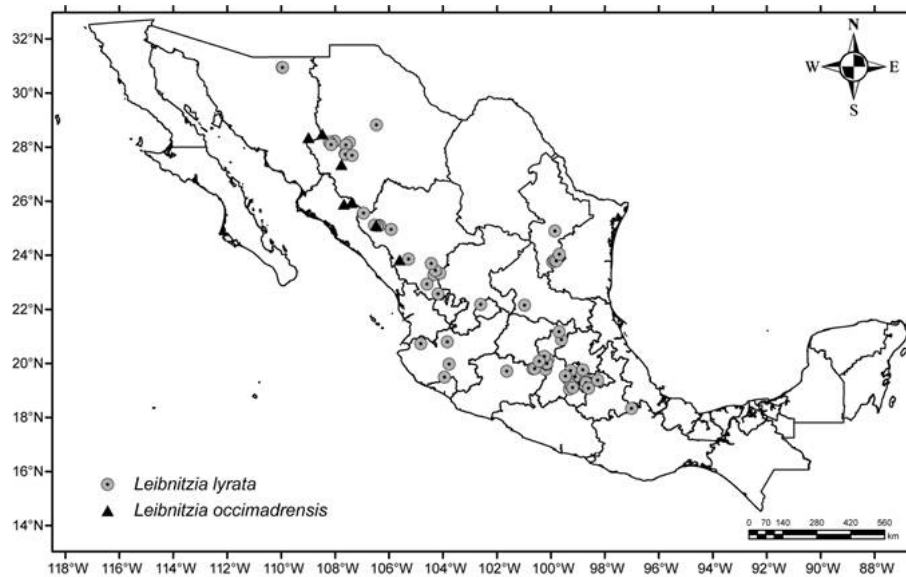 32°N
30°N
28°N
26°N
24°N
22°N
20°N
18°N
16°N
14°N
N
W E
S
Leibnitzia lyrata
Leibnitzia occimadrensis
0 70 140 280 420 560
km
118°W 116°W 114°W 112°W 110°W 108°W 106°W 104°W 102°W 100°W 98°W 96°W 94°W 92°W 90°W 88°W